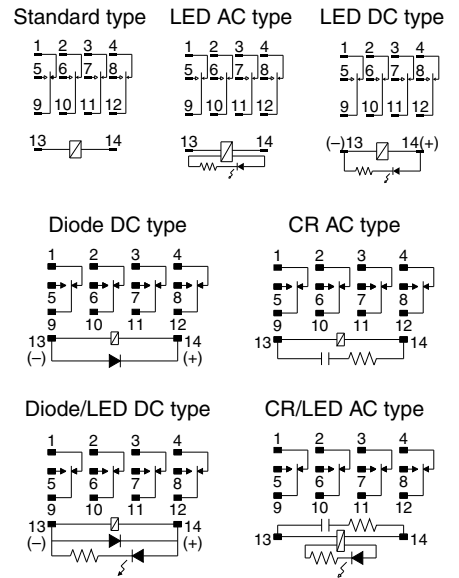 Standard type LED AC type LED DC type
1 2 3 4 1 2 3 4 1 2 3 4
5 6 7 8 5 6 7 8 5 6 7 8
9 10 11 12 9 10 11 12 9 10 11 12
13 14 13 14 (–)13 14(+)
Diode DC type CR AC type
1 2 3 4 1 2 3 4
5 6 7 8 5 6 7 8
9 10 11 12 9 10 11 12
13 14 13 14
(–) (+)
Diode/LED DC type CR/LED AC type
1 2 3 4 1 2 3 4
5 6 7 8 5 6 7 8
9 10 11 12 9 10 11 12
13 14 13 14
(–) (+)